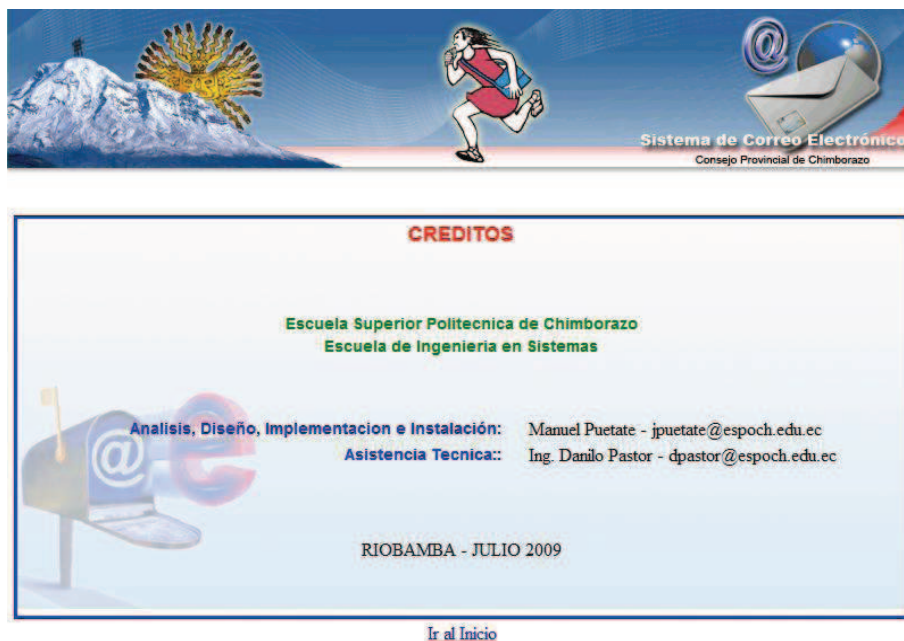 Sistema de Correo Electrónico
Consejo Provincial de Chimborazo
CREDITOS
Escuela Superior Politecnica de Chimborazo
Escuela de Ingenieria en Sistemas
Analisis, Diseño, Implementacion e Instalación: Manuel Puetate - jpuetate@espoch.edu.ec
Asistencia Tecnica:: Ing. Danilo Pastor - dpastor@espoch.edu.ec
RIOBAMBA - JULIO 2009
Ir al Inicio